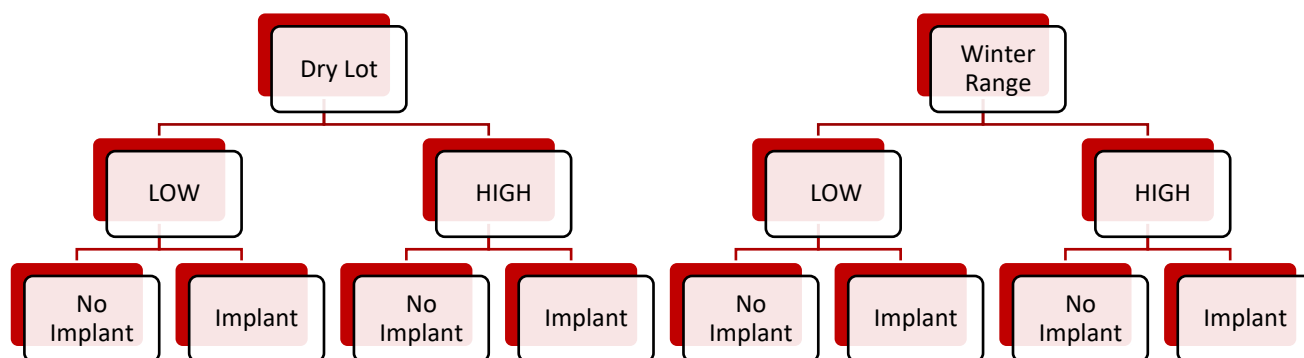 Dry Lot
Winter
Range
LOW
HIGH
LOW
HIGH
No
Implant
Implant
No
Implant
Implant
No
Implant
Implant
No
Implant
Implant